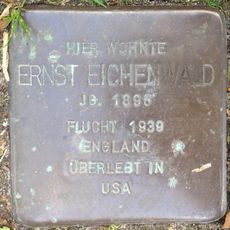 HIER WOHNTE
ERNST EICHENWALD
JG. 1895
FLUCHT 1939
ENGLAND
ÜBERLEBT IN
USA